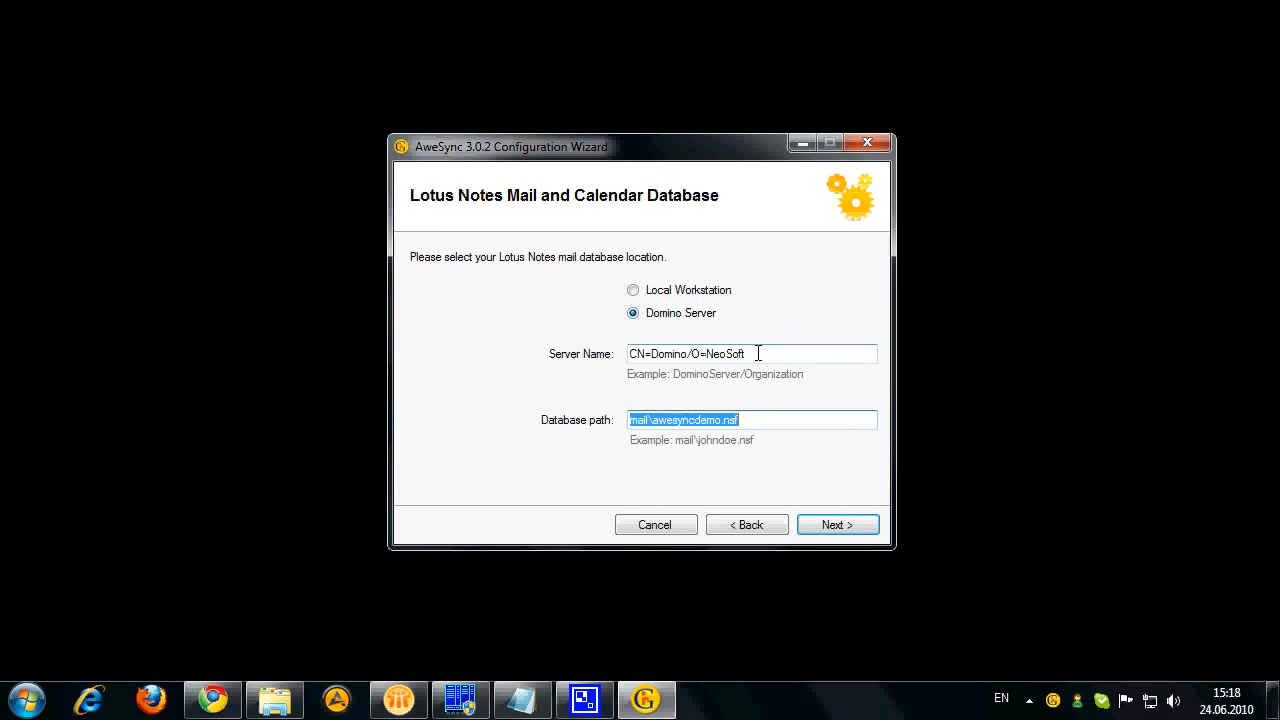 AweSync 3.0.2 Configuration Wizard
Lotus Notes Mail and Calendar Database
Please select your Lotus Notes mail database location.
Local Workstation
Domino Server
Server Name: CN=Domino/O=NeoSoft
Example: DominoServer/Organization
Database path: mail\awesyncdemo.nsf
Example: mail\johndoe.nsf
Cancel < Back Next >
EN 15:18
24.06.2010